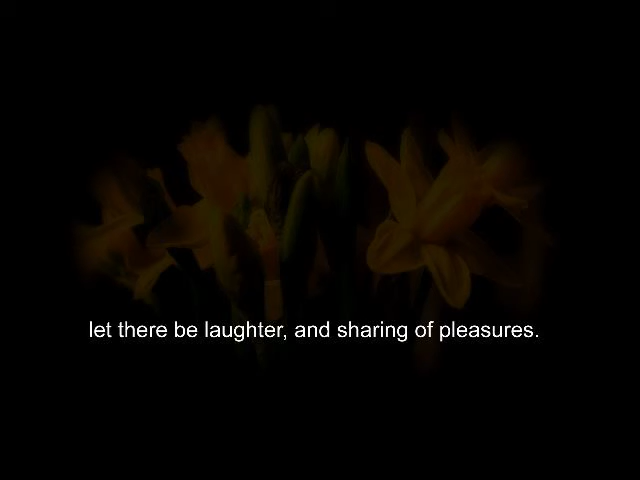 let there be laughter, and sharing of pleasures.